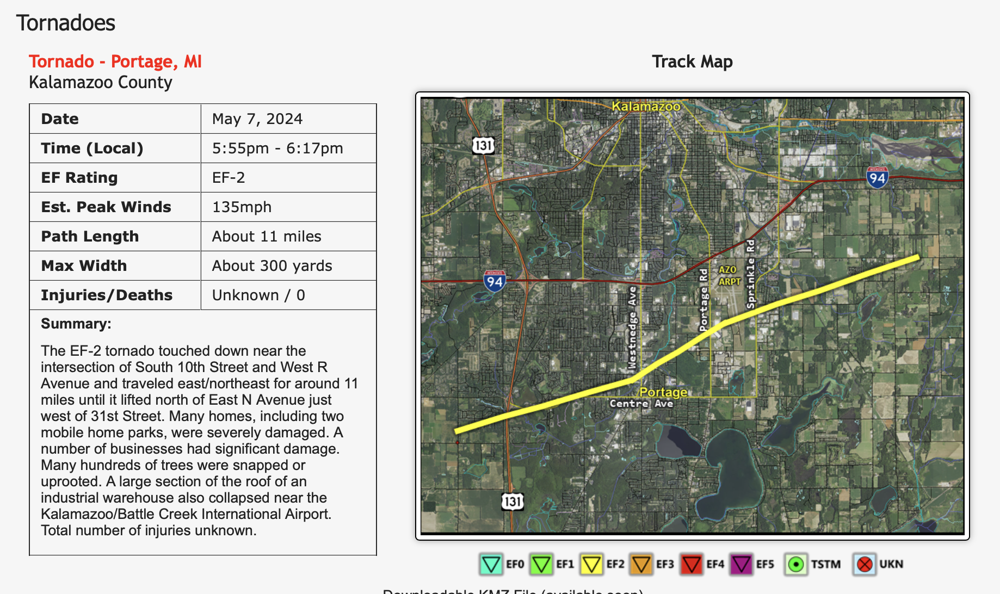 Tornadoes
Tornado - Portage, MI
Kalamazoo County
Date May 7, 2024
Time (Local) 5:55pm - 6:17pm
EF Rating EF-2
Est. Peak Winds 135mph
Path Length About 11 miles
Max Width About 300 yards
Injuries/Deaths Unknown / 0
Summary:
The EF-2 tornado touched down near the
intersection of South 10th Street and West R
Avenue and traveled east/northeast for around 11
miles until it lifted north of East N Avenue just
west of 31st Street. Many homes, including two
mobile home parks, were severely damaged. A
number of businesses had significant damage.
Many hundreds of trees were snapped or
uprooted. A large section of the roof of an
industrial warehouse also collapsed near the
Kalamazoo/Battle Creek International Airport.
Total number of injuries unknown.
Track Map
Kalamazoo
131
INTERSTATE
94
INTERSTATE
94
AZO
ARPT
Westnedge Ave
Portage Rd
Sprinkle Rd
Portage
Centre Ave
131
EF0 EF1 EF2 EF3 EF4 EF5 TSTM UKN
Downloadable KMZ File (available soon)